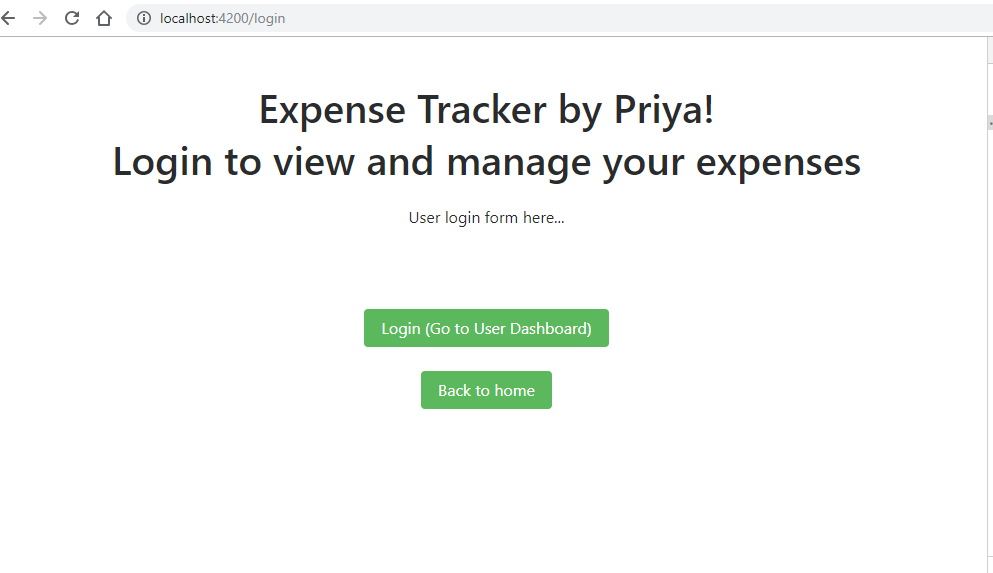 localhost:4200/login
Expense Tracker by Priya!
Login to view and manage your expenses
User login form here...
Login (Go to User Dashboard)
Back to home